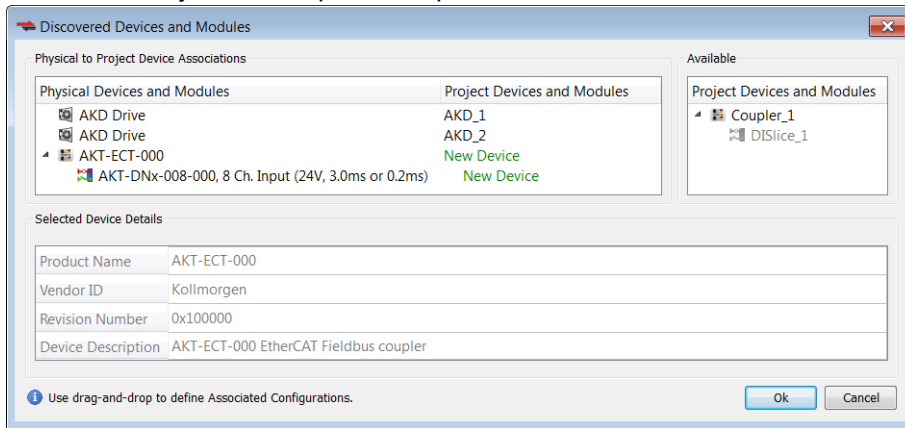 Discovered Devices and Modules
Physical to Project Device Associations
Available
Physical Devices and Modules Project Devices and Modules
Project Devices and Modules
AKD Drive AKD_1
Coupler_1
AKD Drive AKD_2
DISlice_1
AKT-ECT-000 New Device
AKT-DNx-008-000, 8 Ch. Input (24V, 3.0ms or 0.2ms) New Device
Selected Device Details
Product Name AKT-ECT-000
Vendor ID Kollmorgen
Revision Number 0x100000
Device Description AKT-ECT-000 EtherCAT Fieldbus coupler
Use drag-and-drop to define Associated Configurations.
Ok Cancel